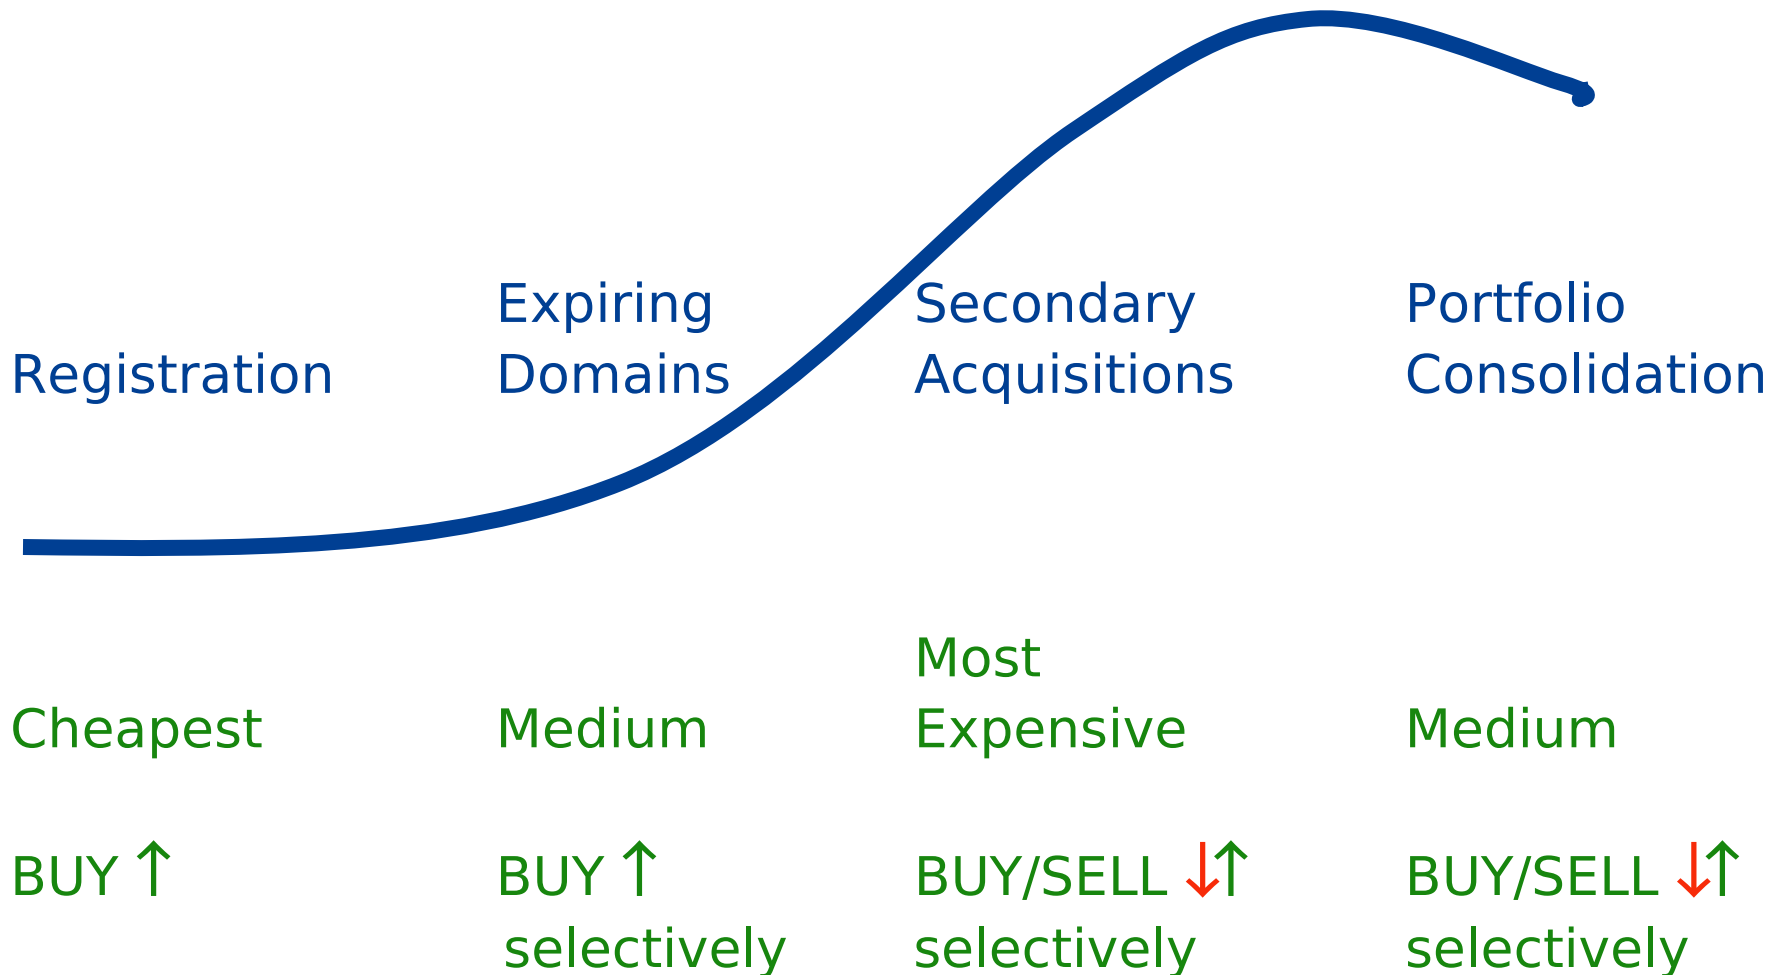 Registration
Expiring
Domains
Secondary
Acquisitions
Portfolio
Consolidation
Cheapest
Medium
Most
Expensive
Medium
BUY ↑
BUY ↑
selectively
BUY/SELL ↓↑
selectively
BUY/SELL ↓↑
selectively